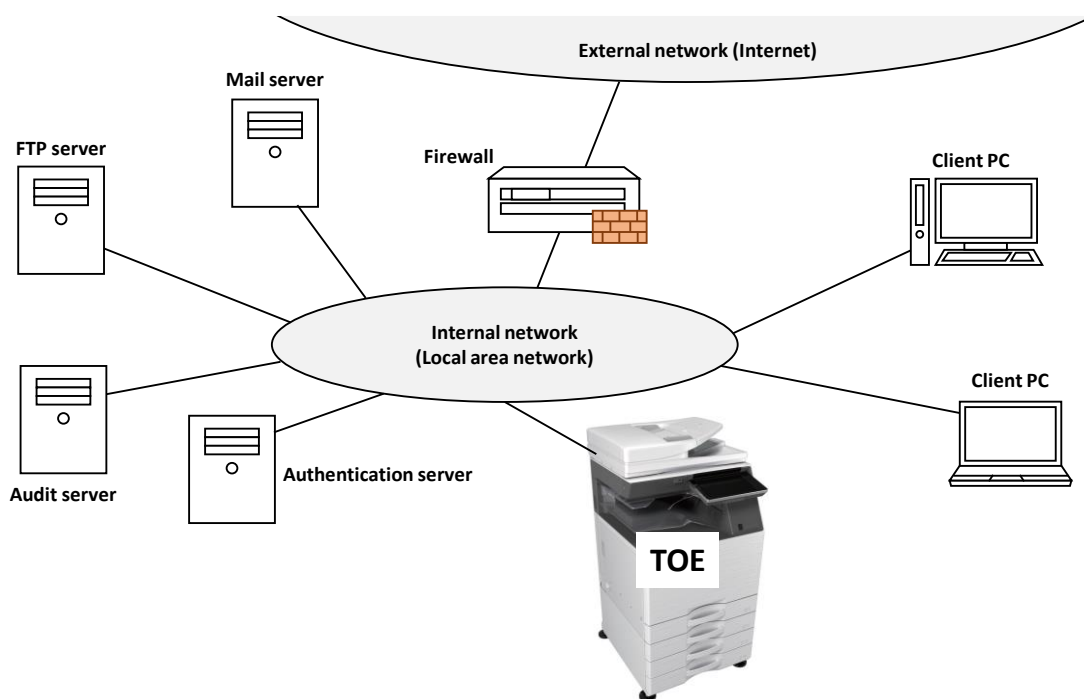 External network (Internet)
Mail server
FTP server
Firewall
Client PC
Internal network
(Local area network)
Client PC
Audit server
Authentication server
TOE